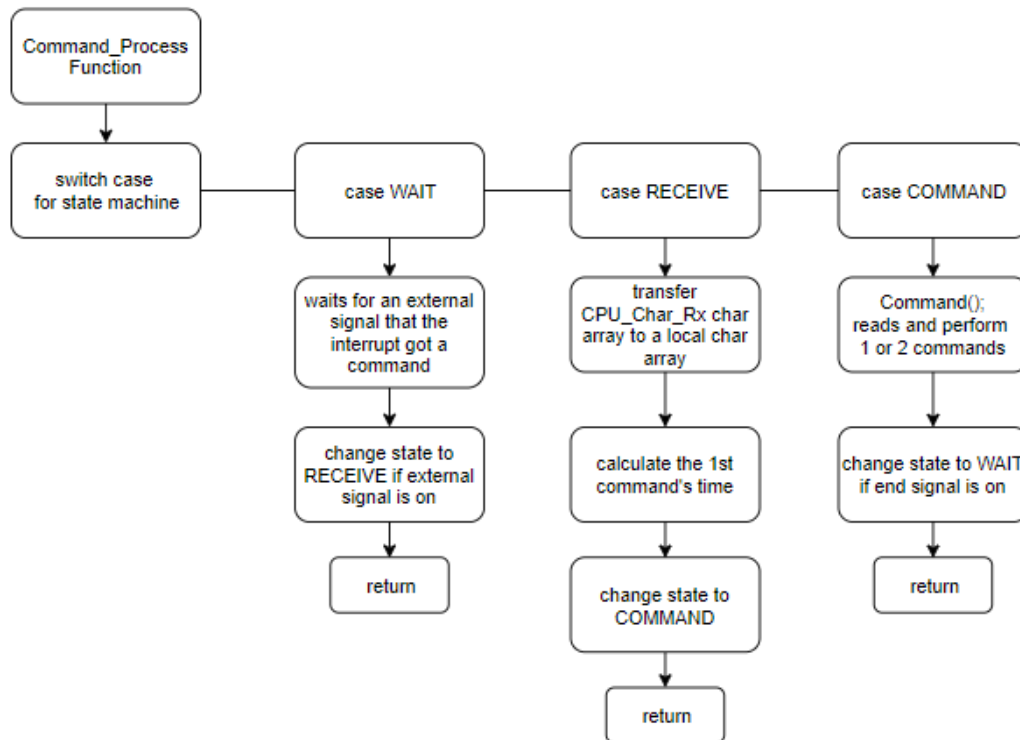 Command_Process
Function
switch case
for state machine
case WAIT
case RECEIVE
case COMMAND
waits for an external
signal that the
interrupt got a
command
transfer
CPU_Char_Rx char
array to a local char
array
Command();
reads and perform
1 or 2 commands
change state to
RECEIVE if external
signal is on
calculate the 1st
command's time
change state to WAIT
if end signal is on
return
change state to
COMMAND
return
return